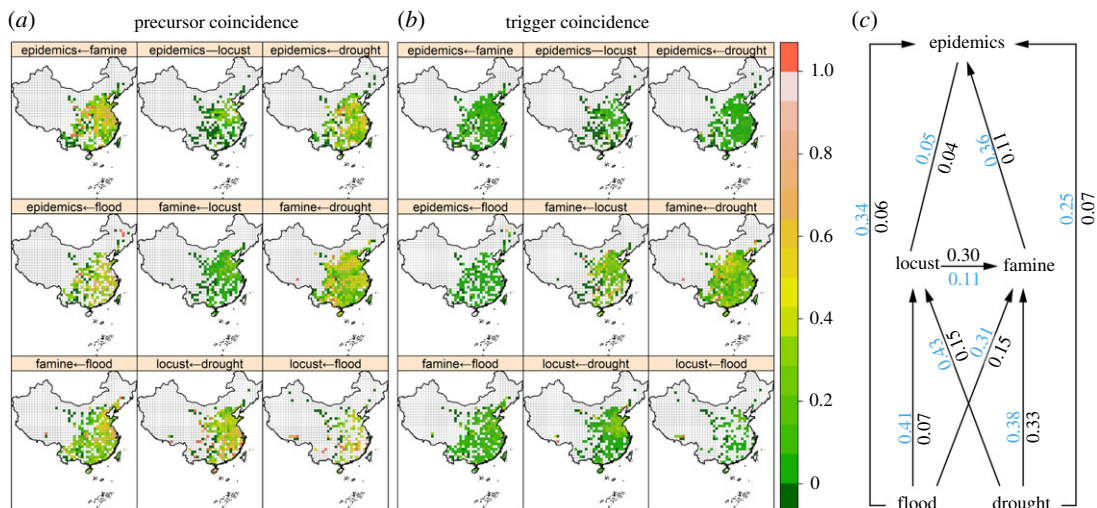 (a) precursor coincidence
epidemics←famine epidemics—locust epidemics←drought
epidemics←flood famine←locust famine←drought
famine←flood locust←drought locust←flood
(b) trigger coincidence
epidemics←famine epidemics—locust epidemics←drought
epidemics←flood famine←locust famine←drought
famine←flood locust←drought locust←flood
1.0
0.8
0.6
0.4
0.2
0
(c)
epidemics
0.05 0.04 0.36 0.11
0.34 0.06 0.25 0.07
locust 0.30 famine
0.11
0.43 0.15 0.31 0.15
0.41 0.07 0.38 0.33
flood drought